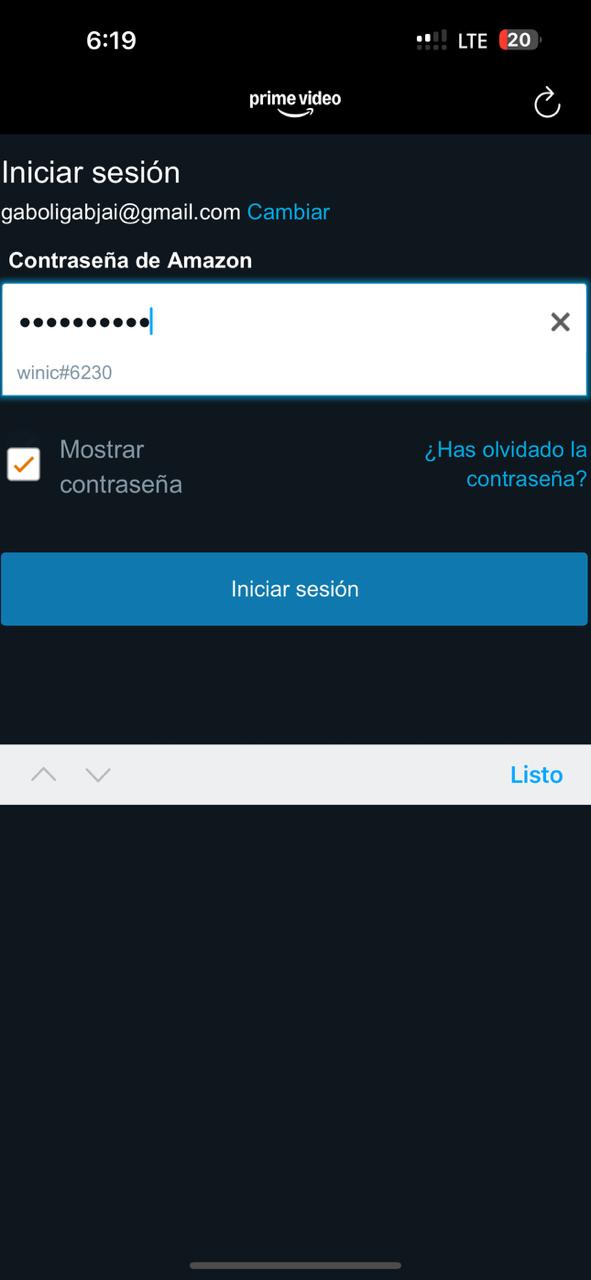 6:19
LTE
20
prime video
Iniciar sesión
gaboligabjai@gmail.com Cambiar
Contraseña de Amazon
••••••••••
winic#6230
Mostrar
contraseña
¿Has olvidado la
contraseña?
Iniciar sesión
Listo